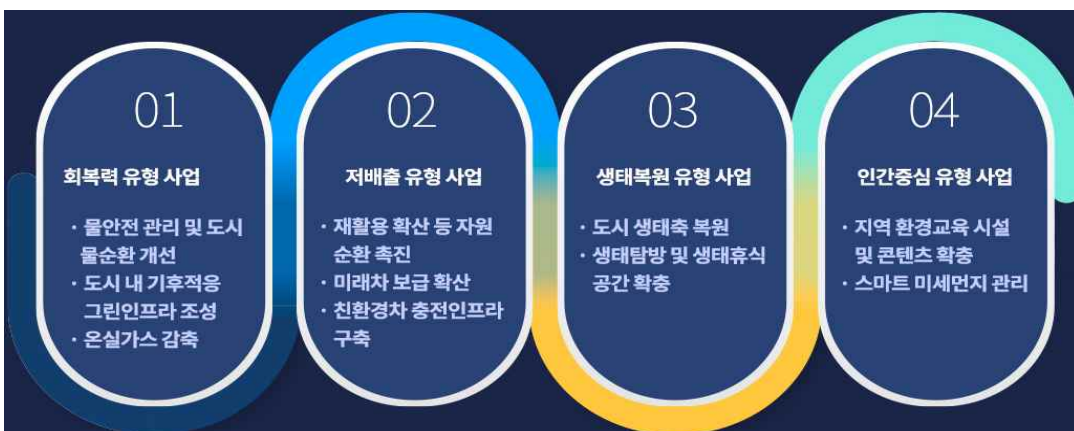 01
회복력 유형 사업
· 물안전 관리 및 도시
물순환 개선
· 도시 내 기후적응
그린인프라 조성
· 온실가스 감축
02
저배출 유형 사업
· 재활용 확산 등 자원
순환 촉진
· 미래차 보급 확산
· 친환경차 충전인프라
구축
03
생태복원 유형 사업
· 도시 생태축 복원
· 생태탐방 및 생태휴식
공간 확충
04
인간중심 유형 사업
· 지역 환경교육 시설
및 콘텐츠 확충
· 스마트 미세먼지 관리